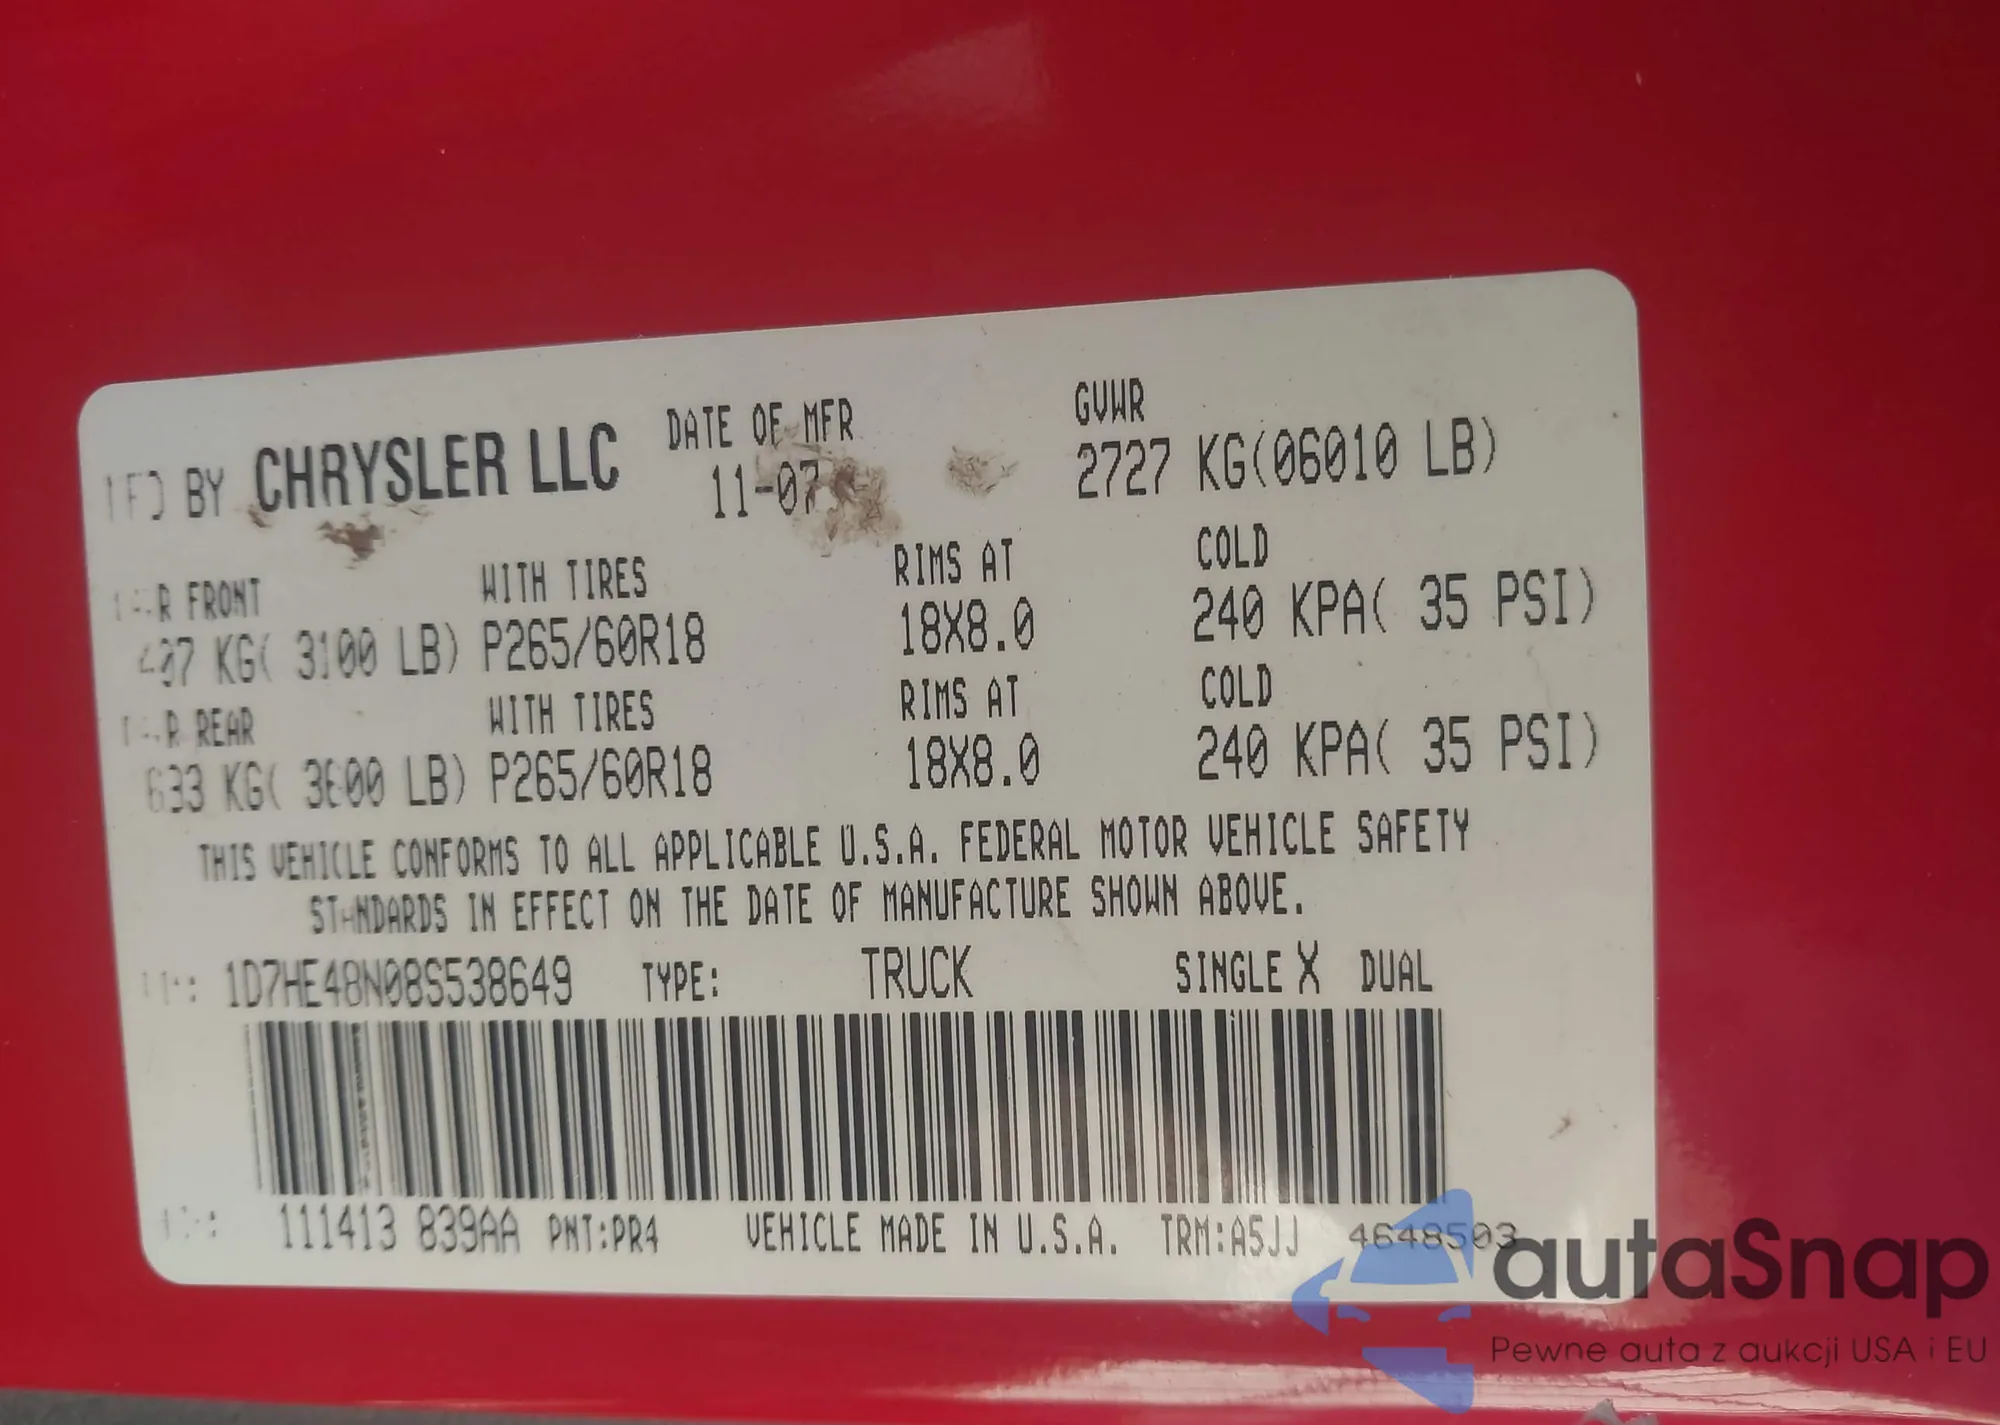 BY CHRYSLER LLC DATE OF MFR GVWR
11-07 2727 KG(06010 LB)
FRONT WITH TIRES RIMS AT COLD
KG( 3100 LB) P265/60R18 18X8.0 240 KPA( 35 PSI)
REAR WITH TIRES RIMS AT COLD
633 KG( 3600 LB) P265/60R18 18X8.0 240 KPA( 35 PSI)
THIS VEHICLE CONFORMS TO ALL APPLICABLE U.S.A. FEDERAL MOTOR VEHICLE SAFETY
STANDARDS IN EFFECT ON THE DATE OF MANUFACTURE SHOWN ABOVE.
1D7HE48N08S538649 TYPE: TRUCK SINGLE X DUAL
111413 839AA PNT:PR4 VEHICLE MADE IN U.S.A. TRM:A5JJ 4648503
autaSnap
Pewne auta z aukcji USA i EU